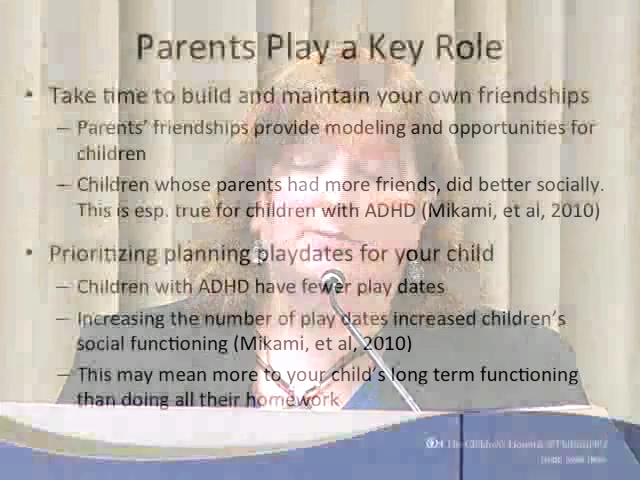 Parents Play a Key Role
• Take time to build and maintain your own friendships
– Parents' friendships provide modeling and opportunities for
children
– Children whose parents had more friends, did better socially.
This is esp. true for children with ADHD (Mikami, et al, 2010)
• Prioritizing planning playdates for your child
– Children with ADHD have fewer play dates
– Increasing the number of play dates increased children's
social functioning (Mikami, et al, 2010)
– This may mean more to your child's long term functioning
than doing all their homework
The Children's Hospital of Philadelphia